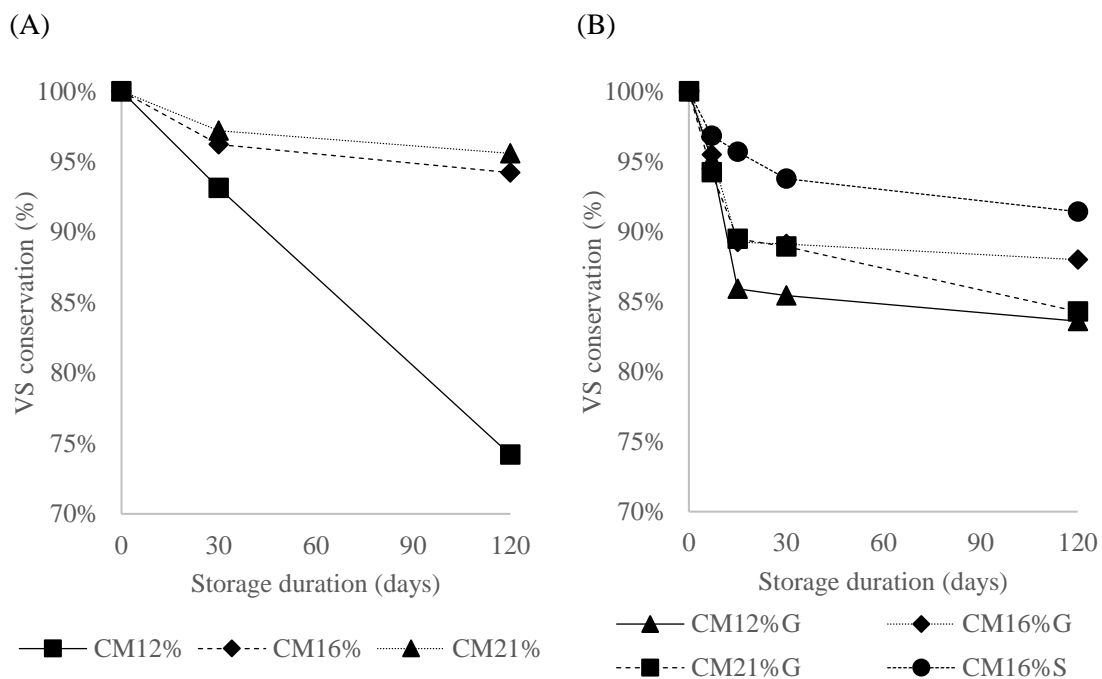 (A)
100%
95%
90%
85%
80%
75%
70%
0 30 60 90 120
VS conservation (%)
Storage duration (days)
CM12% CM16% CM21%
(B)
100%
95%
90%
85%
80%
75%
70%
0 30 60 90 120
VS conservation (%)
Storage duration (days)
CM12%G CM16%G
CM21%G CM16%S